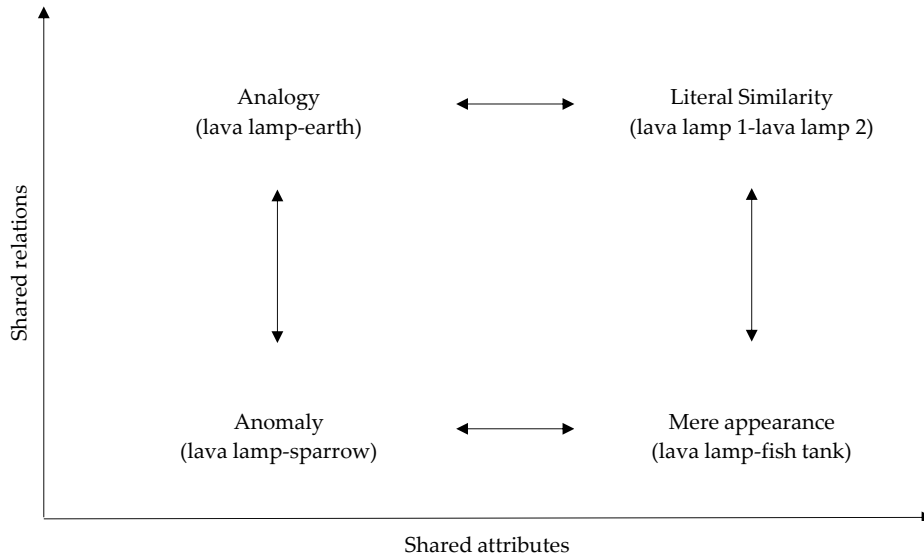 Analogy
(lava lamp-earth)
Literal Similarity
(lava lamp 1-lava lamp 2)
Shared relations
Anomaly
(lava lamp-sparrow)
Mere appearance
(lava lamp-fish tank)
Shared attributes